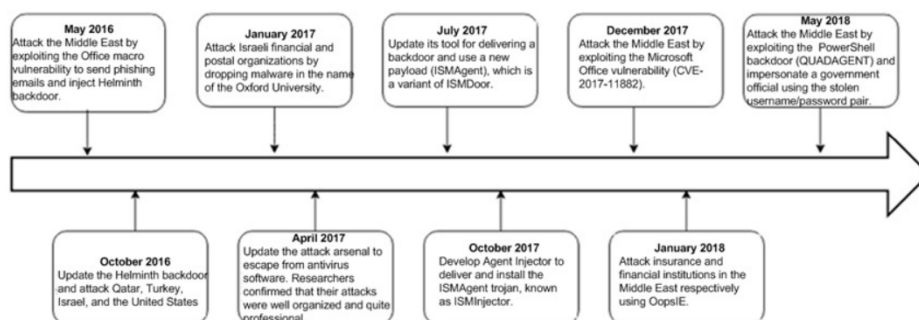 May 2016
Attack the Middle East by
exploiting the Office macro
vulnerability to send phishing
emails and inject Helminth
backdoor.
January 2017
Attack Israeli financial and
postal organizations by
dropping malware in the name
of the Oxford University.
July 2017
Update its tool for delivering a
backdoor and use a new
payload (ISMAgent), which is
a variant of ISMDoor.
December 2017
Attack the Middle East by
exploiting the Microsoft
Office vulnerability (CVE-
2017-11882).
May 2018
Attack the Middle East by
exploiting the PowerShell
backdoor (QUADAGENT) and
impersonate a government
official using the stolen
username/password pair.
October 2016
Update the Helminth backdoor
and attack Qatar, Turkey,
Israel, and the United States
April 2017
Update the attack arsenal to
escape from antivirus
software. Researchers
confirmed that their attacks
were well organized and quite
professional
October 2017
Develop Agent Injector to
deliver and install the
ISMAgent trojan, known
as ISMInjector.
January 2018
Attack insurance and
financial institutions in the
Middle East respectively
using OopsIE.